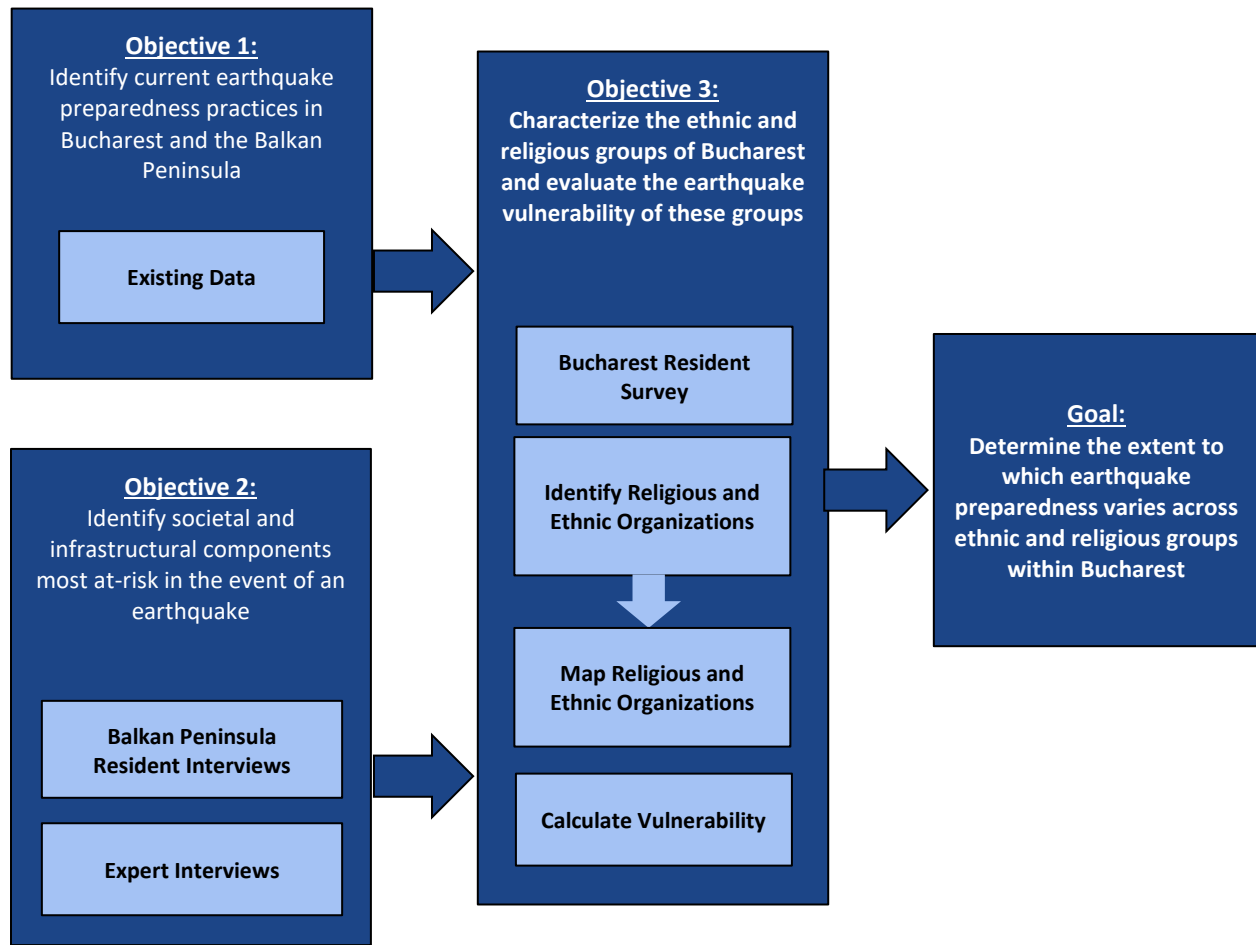 Objective 1:
Identify current earthquake
preparedness practices in
Bucharest and the Balkan
Peninsula
Existing Data
Objective 2:
Identify societal and
infrastructural components
most at-risk in the event of an
earthquake
Balkan Peninsula
Resident Interviews
Expert Interviews
Objective 3:
Characterize the ethnic and
religious groups of Bucharest
and evaluate the earthquake
vulnerability of these groups
Bucharest Resident
Survey
Identify Religious and
Ethnic Organizations
Map Religious and
Ethnic Organizations
Calculate Vulnerability
Goal:
Determine the extent to
which earthquake
preparedness varies across
ethnic and religious groups
within Bucharest